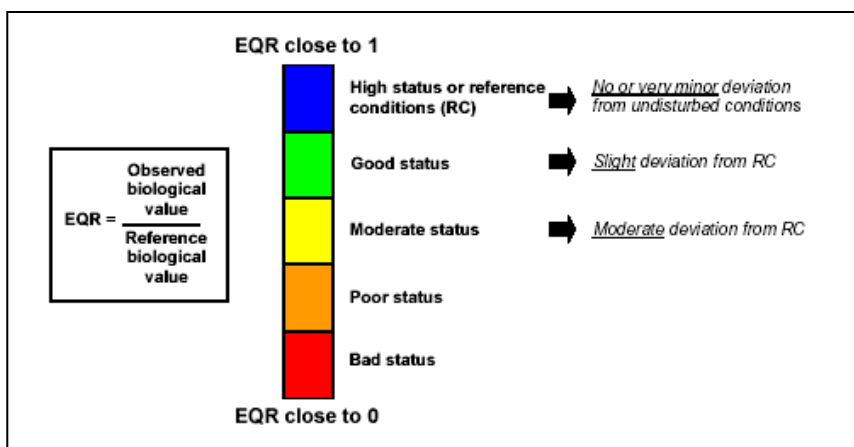 EQR close to 1
High status or reference
conditions (RC)
No or very minor deviation
from undisturbed conditions
Good status
Slight deviation from RC
Observed
biological
value
EQR =
Reference
biological
value
Moderate status
Moderate deviation from RC
Poor status
Bad status
EQR close to 0